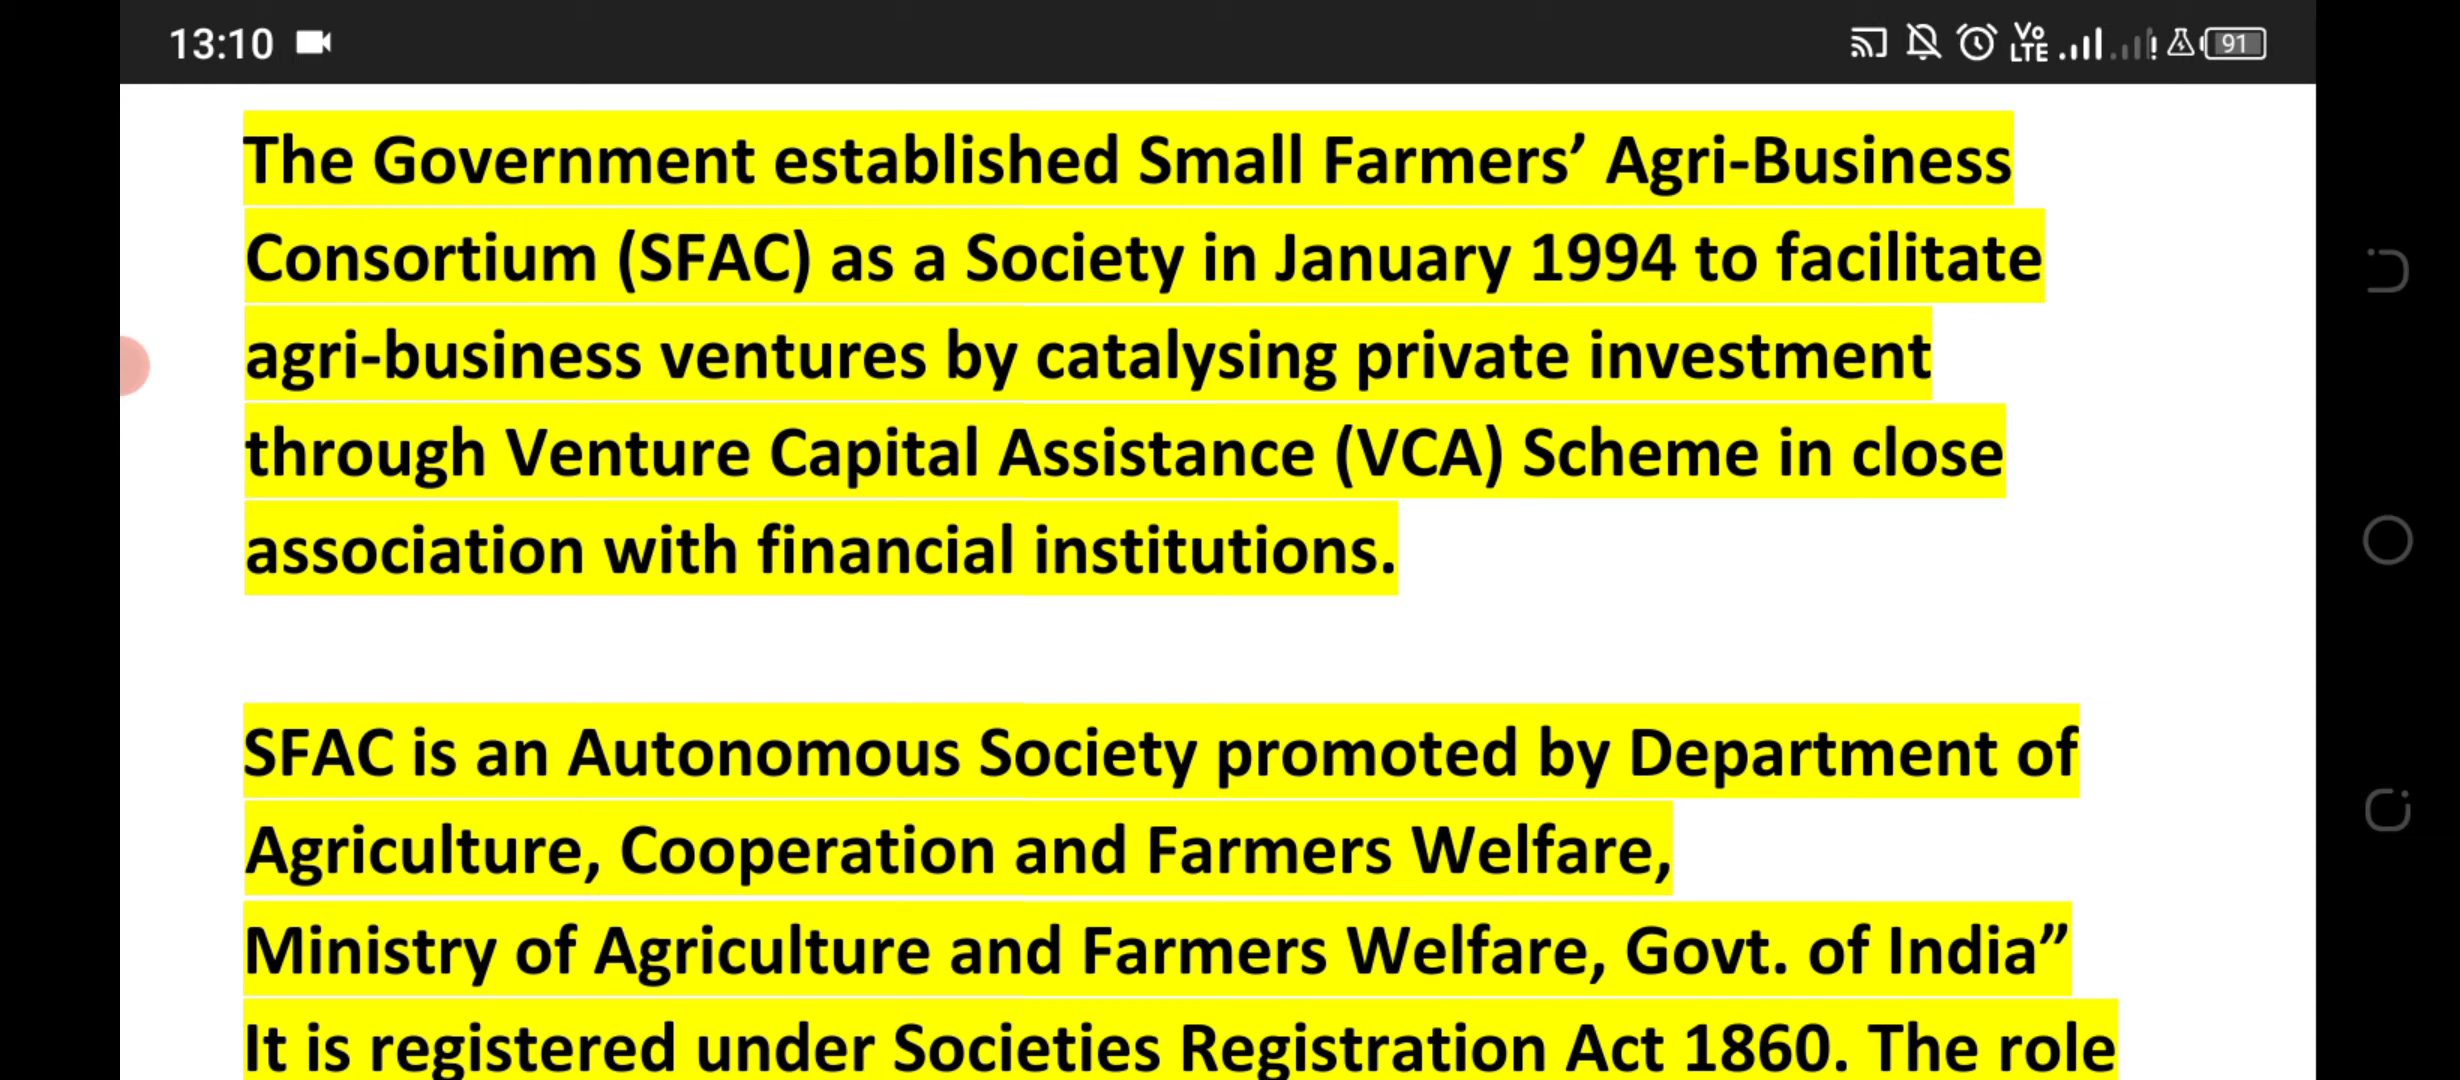 13:10 Vo LTE 91
The Government established Small Farmers’ Agri-Business
Consortium (SFAC) as a Society in January 1994 to facilitate
agri-business ventures by catalysing private investment
through Venture Capital Assistance (VCA) Scheme in close
association with financial institutions.
SFAC is an Autonomous Society promoted by Department of
Agriculture, Cooperation and Farmers Welfare,
Ministry of Agriculture and Farmers Welfare, Govt. of India”
It is registered under Societies Registration Act 1860. The role